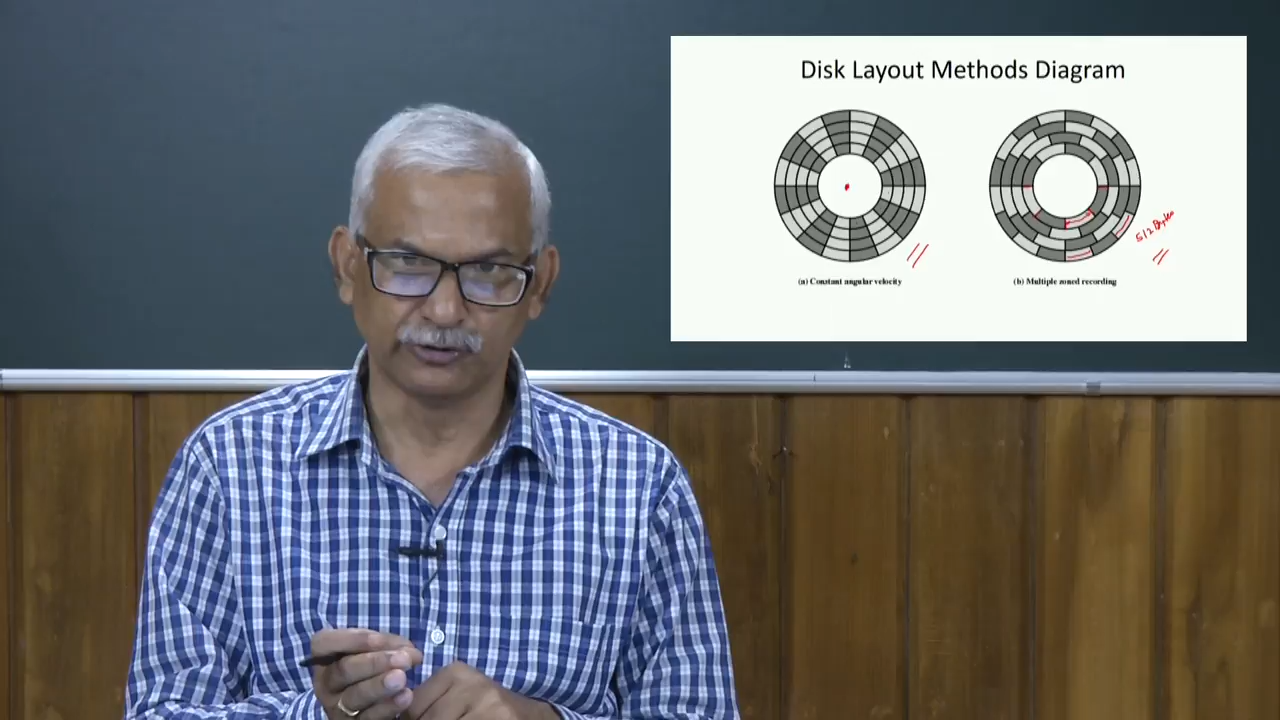 Disk Layout Methods Diagram
512 Bytes
(a) Constant angular velocity
(b) Multiple zoned recording